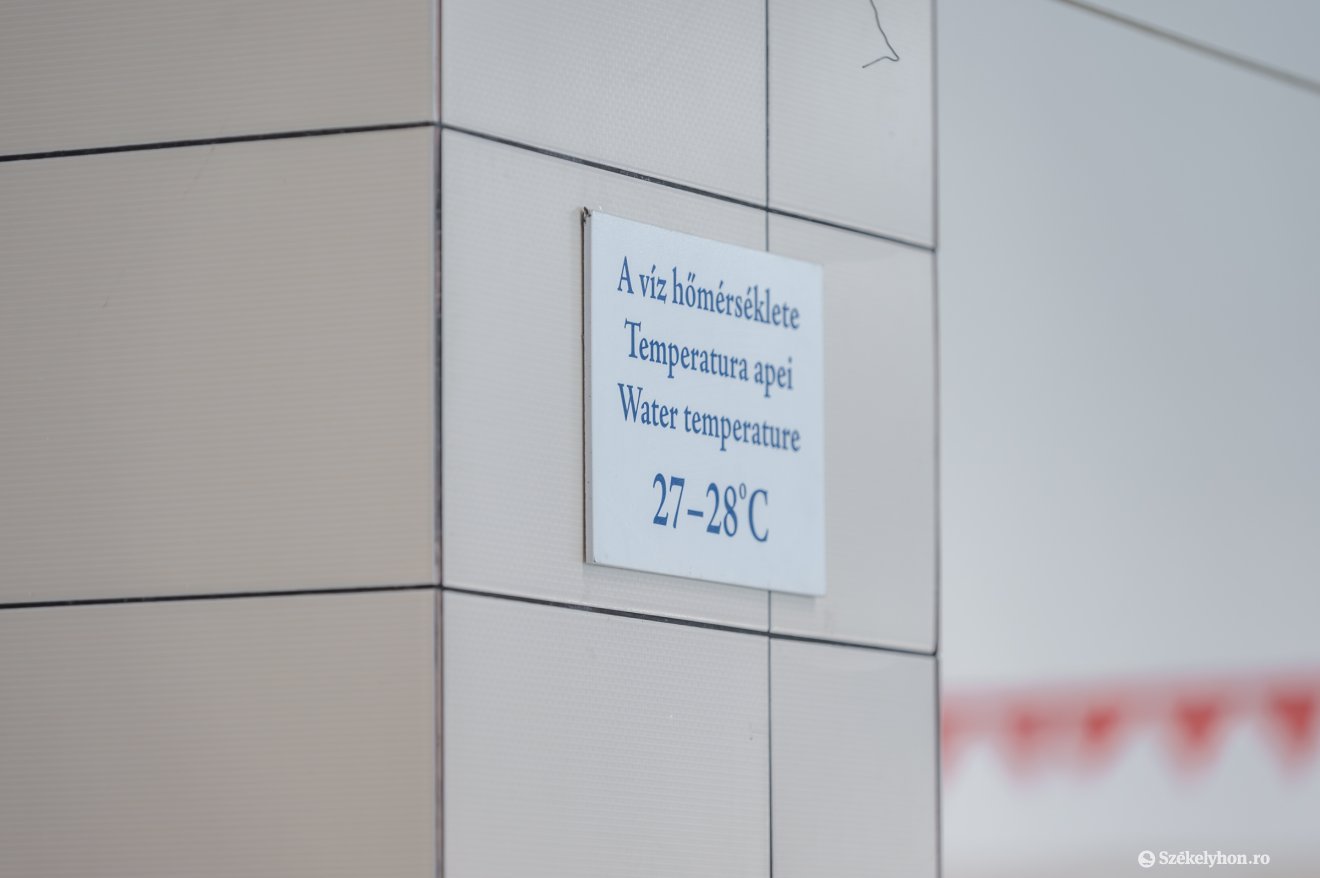 A víz hőmérséklete
Temperatura apei
Water temperature
27–28°C
Székelyhon.ro